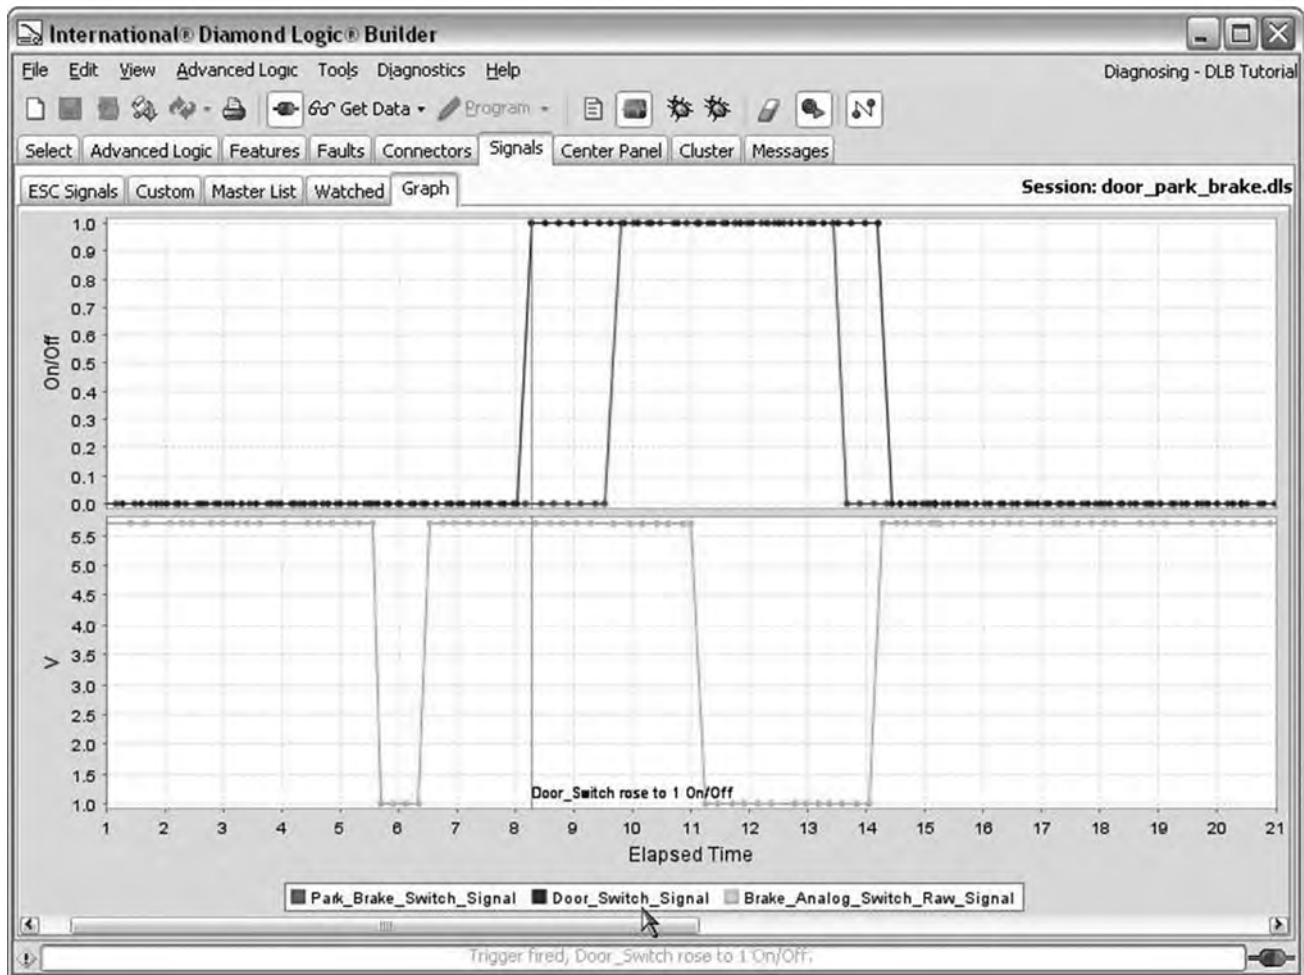 International® Diamond Logic® Builder
File Edit View Advanced Logic Tools Diagnostics Help Diagnosing - DLB Tutorial
Get Data Program
Select Advanced Logic Features Faults Connectors Signals Center Panel Cluster Messages
ESC Signals Custom Master List Watched Graph Session: door_park_brake.dls
1.0
0.9
0.8
0.7
0.6
0.5
0.4
0.3
0.2
0.1
0.0
On/Off
5.5
5.0
4.5
4.0
3.5
3.0
2.5
2.0
1.5
1.0
V
Door_Switch rose to 1 On/Off
1 2 3 4 5 6 7 8 9 10 11 12 13 14 15 16 17 18 19 20 21
Elapsed Time
Park_Brake_Switch_Signal Door_Switch_Signal Brake_Analog_Switch_Raw_Signal
Trigger fired, Door_Switch rose to 1 On/Off.